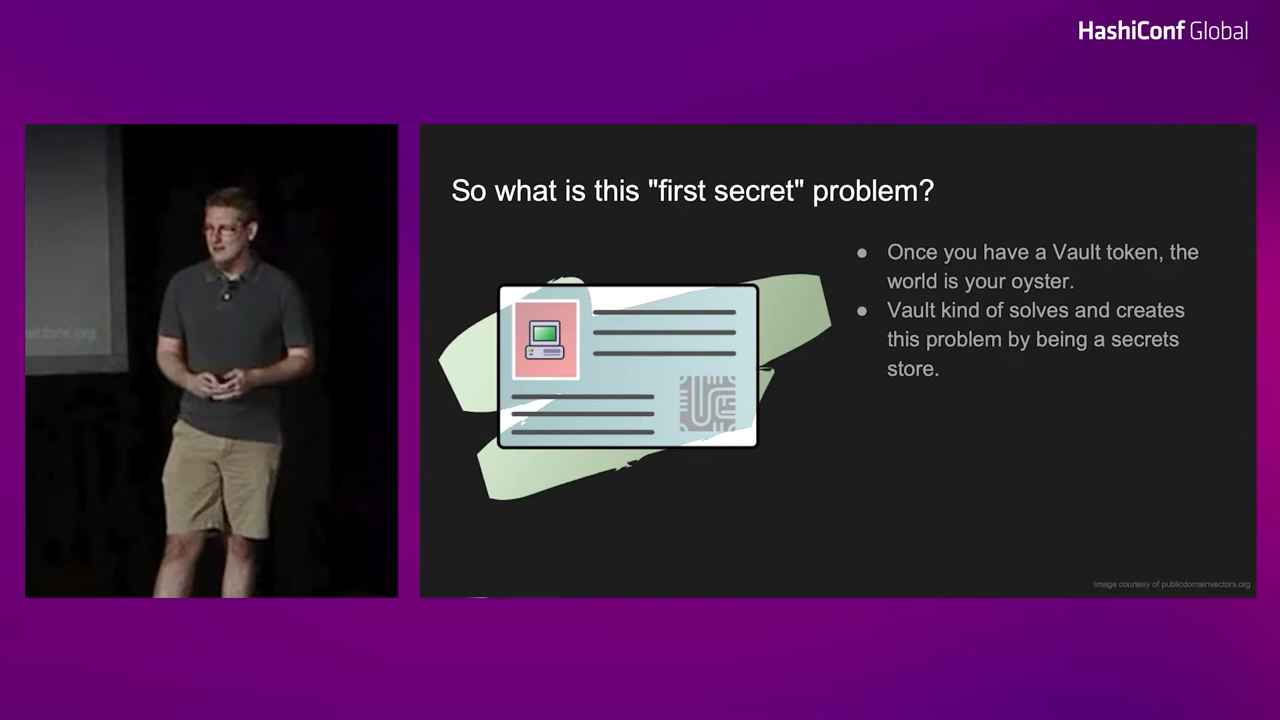 HashiConf Global
So what is this "first secret" problem?
● Once you have a Vault token, the
world is your oyster.
● Vault kind of solves and creates
this problem by being a secrets
store.
Image courtesy of publicdomainvectors.org